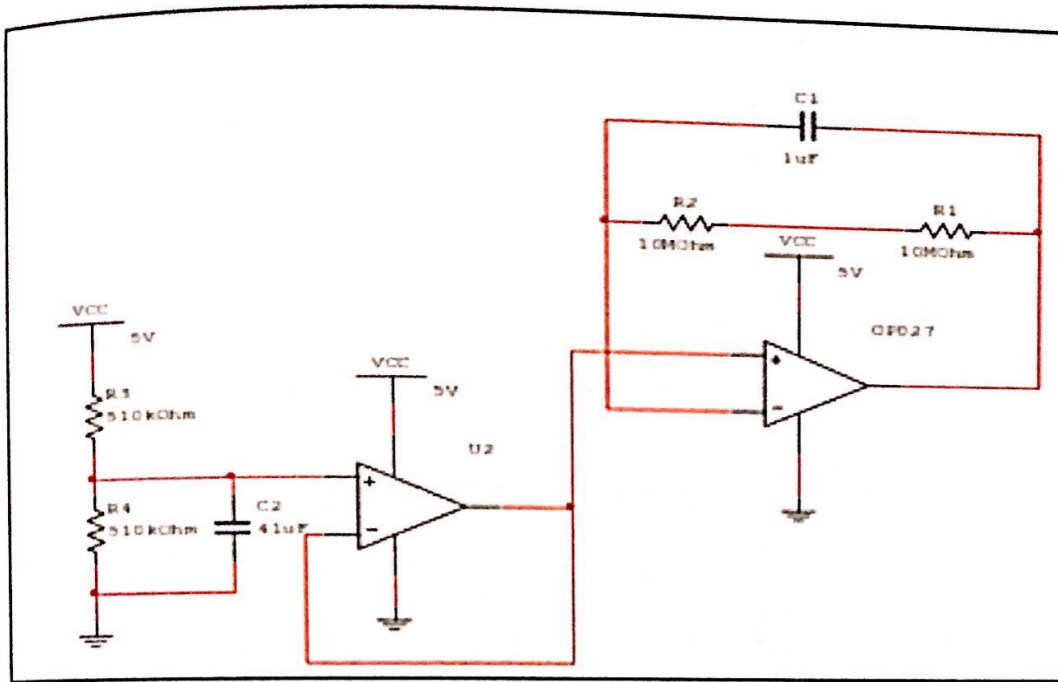 C1
1uF
R2
10MOhm
R1
10MOhm
VCC
5V
OP027
VCC
5V
R3
510kOhm
VCC
5V
U2
R4
510kOhm
C2
41uF